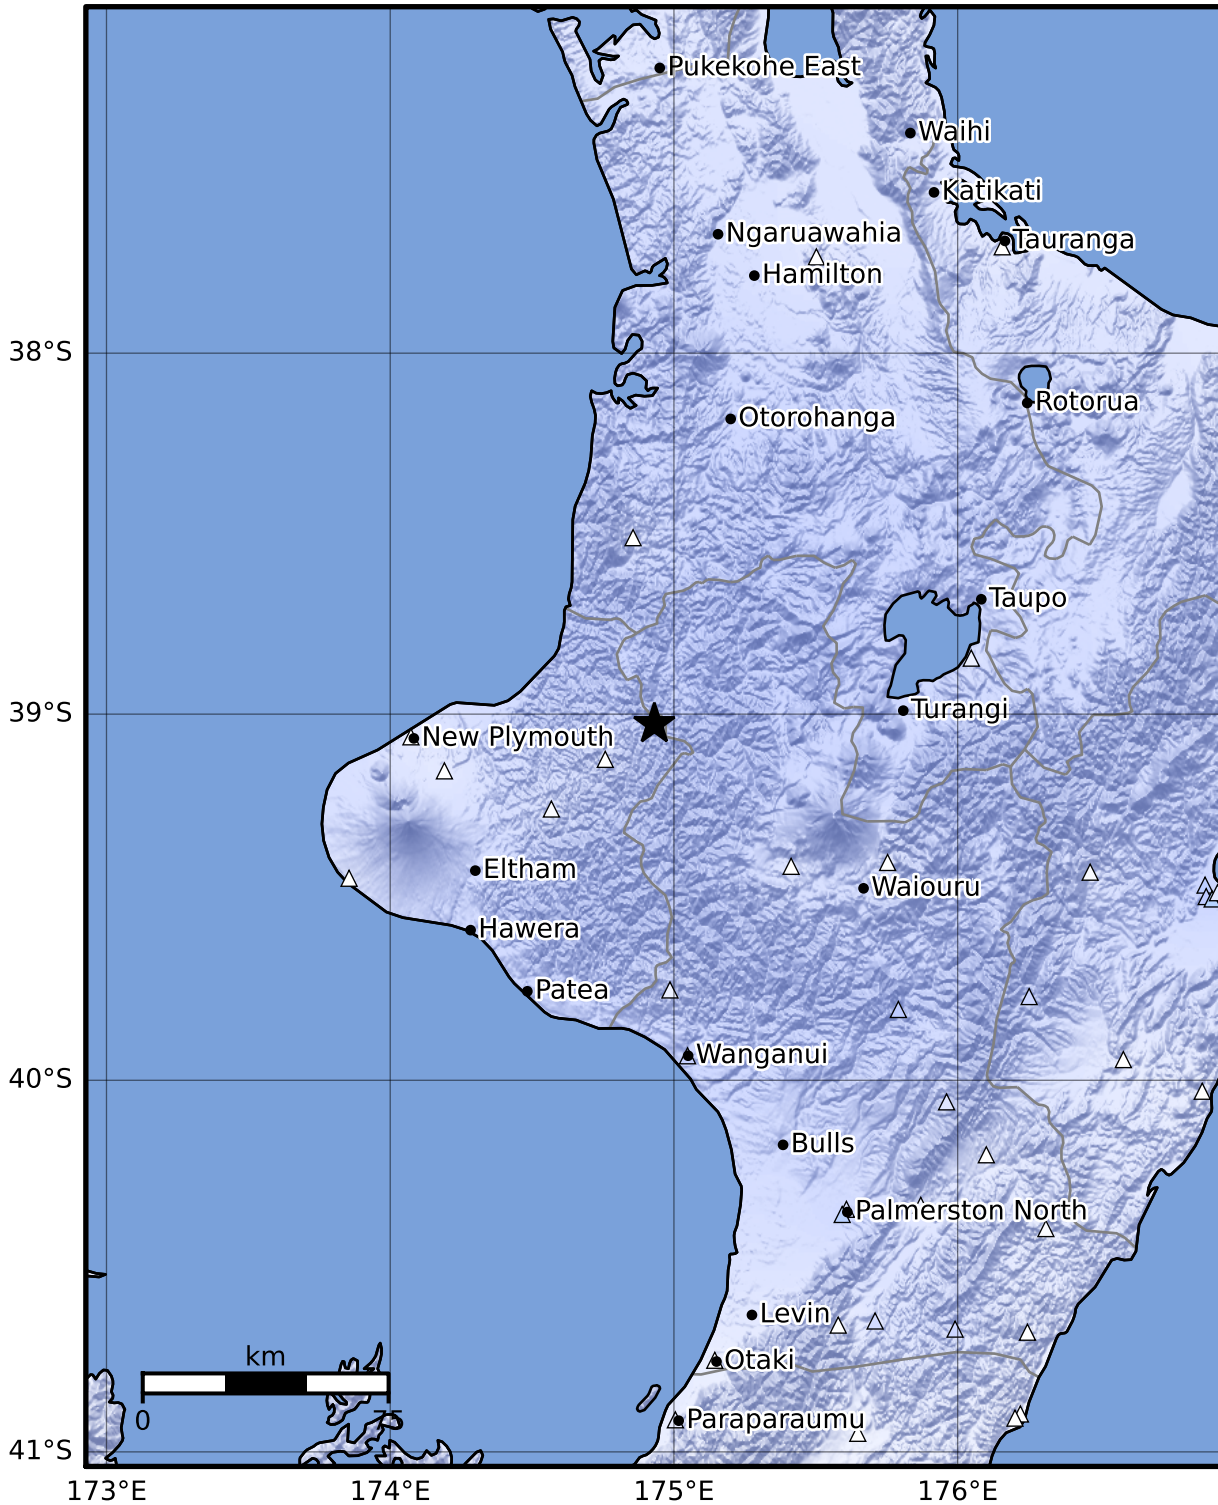 Pukekohe East
Waihi
Katikati
Ngaruawahia
Tauranga
Hamilton
38°S
Rotorua
Otorohanga
Taupo
39°S
Turangi
New Plymouth
Eltham
Waiouru
Hawera
Patea
Wanganui
40°S
Bulls
Palmerston North
Levin
km
Otaki
0
75
Paraparaumu
41°S
173°E
174°E
175°E
176°E